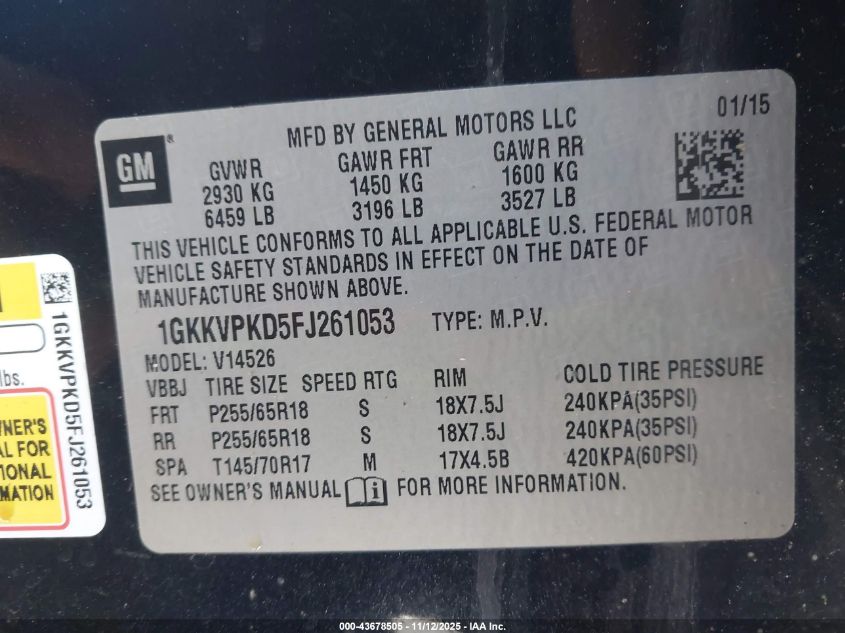 01/15
MFD BY GENERAL MOTORS LLC
GM®
GVWR GAWR FRT GAWR RR
2930 KG 1450 KG 1600 KG
6459 LB 3196 LB 3527 LB
THIS VEHICLE CONFORMS TO ALL APPLICABLE U.S. FEDERAL MOTOR
VEHICLE SAFETY STANDARDS IN EFFECT ON THE DATE OF
MANUFACTURE SHOWN ABOVE.
1GKKVPKD5FJ261053 TYPE: M.P.V.
MODEL: V14526
VBBJ TIRE SIZE SPEED RTG RIM COLD TIRE PRESSURE
FRT P255/65R18 S 18X7.5J 240KPA(35PSI)
RR P255/65R18 S 18X7.5J 240KPA(35PSI)
SPA T145/70R17 M 17X4.5B 420KPA(60PSI)
SEE OWNER'S MANUAL i FOR MORE INFORMATION.
1GKKVPKD5FJ261053
lbs.
NER'S
AL FOR
IONAL
MATION
000-43678505 - 11/12/2025 - IAA Inc.